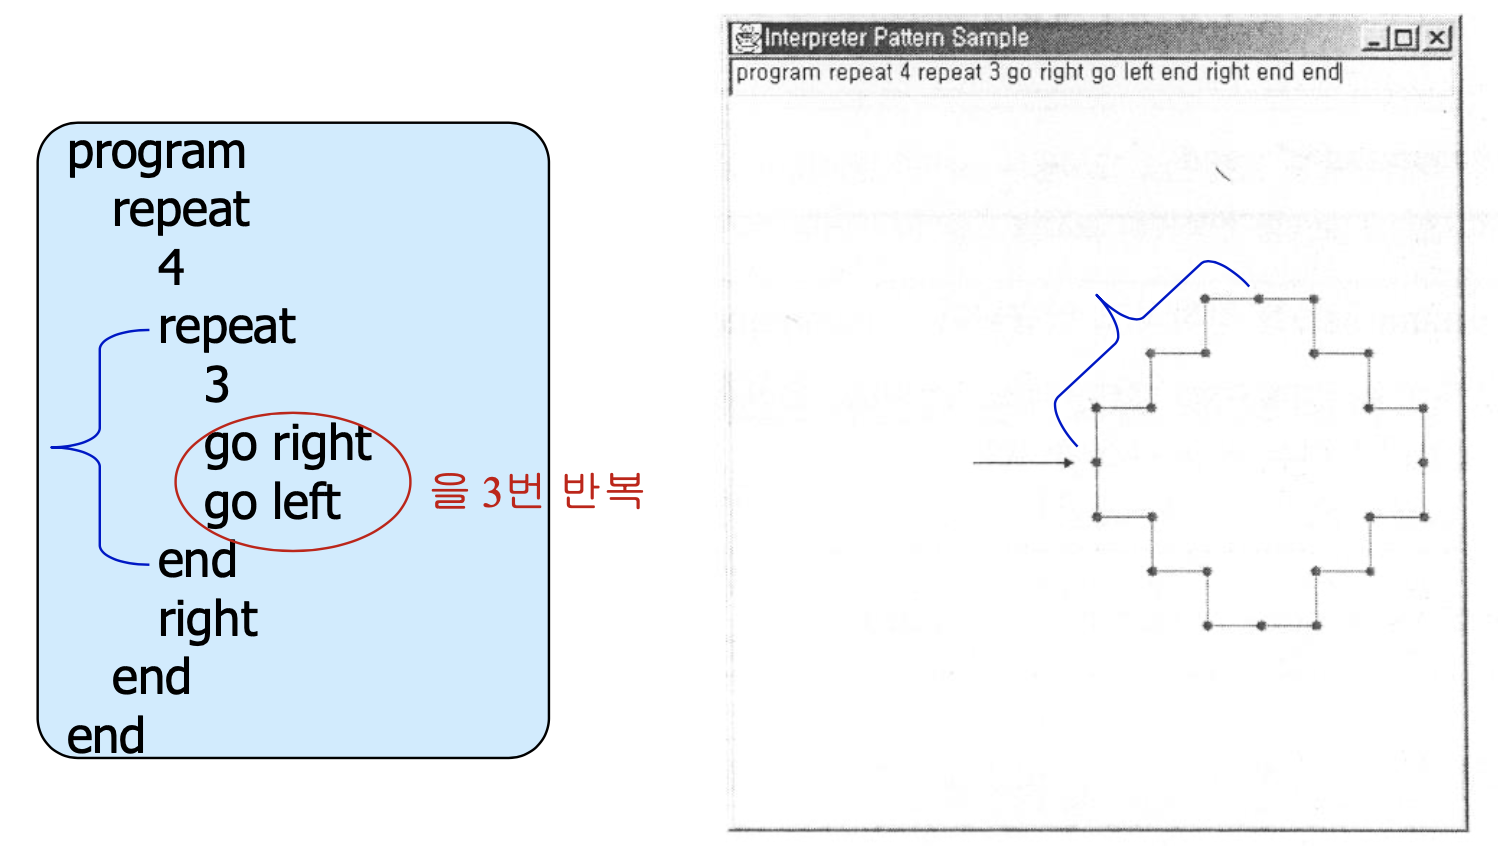 program
repeat
4
repeat
3
go right
go left
을 3번 반복
end
right
end
end
Interpreter Pattern Sample
program repeat 4 repeat 3 go right go left end right end end